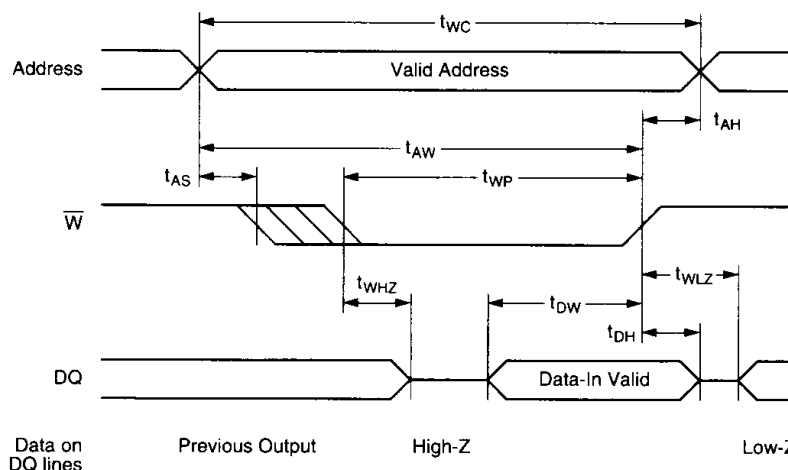 tWC
Address
Valid Address
tAH
tAW
tAS
tWP
W
tWHZ
tDW
tWLZ
tDH
DQ
Data-In Valid
Data on
DQ lines
Previous Output
High-Z
Low-Z